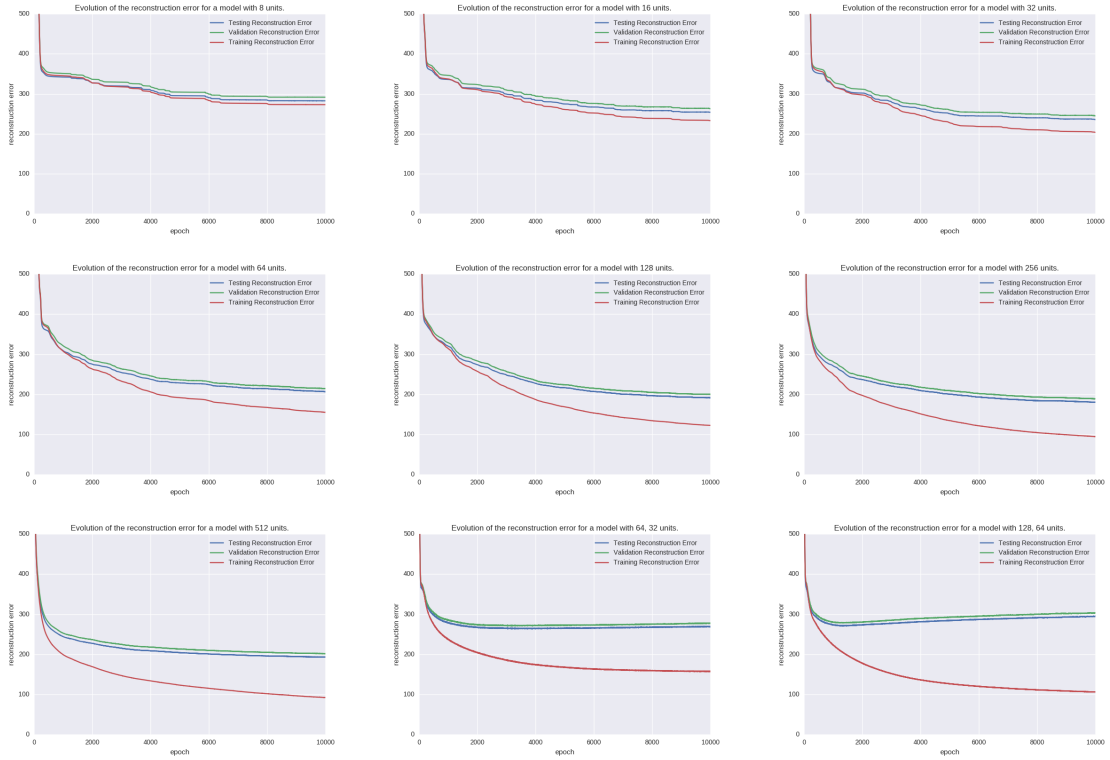 Evolution of the reconstruction error for a model with 8 units.
500
400
300
200
100
0
reconstruction error
Testing Reconstruction Error
Validation Reconstruction Error
Training Reconstruction Error
0 2000 4000 6000 8000 10000
epoch
Evolution of the reconstruction error for a model with 16 units.
500
400
300
200
100
0
reconstruction error
Testing Reconstruction Error
Validation Reconstruction Error
Training Reconstruction Error
0 2000 4000 6000 8000 10000
epoch
Evolution of the reconstruction error for a model with 32 units.
500
400
300
200
100
0
reconstruction error
Testing Reconstruction Error
Validation Reconstruction Error
Training Reconstruction Error
0 2000 4000 6000 8000 10000
epoch
Evolution of the reconstruction error for a model with 64 units.
500
400
300
200
100
0
reconstruction error
Testing Reconstruction Error
Validation Reconstruction Error
Training Reconstruction Error
0 2000 4000 6000 8000 10000
epoch
Evolution of the reconstruction error for a model with 128 units.
500
400
300
200
100
0
reconstruction error
Testing Reconstruction Error
Validation Reconstruction Error
Training Reconstruction Error
0 2000 4000 6000 8000 10000
epoch
Evolution of the reconstruction error for a model with 256 units.
500
400
300
200
100
0
reconstruction error
Testing Reconstruction Error
Validation Reconstruction Error
Training Reconstruction Error
0 2000 4000 6000 8000 10000
epoch
Evolution of the reconstruction error for a model with 512 units.
500
400
300
200
100
0
reconstruction error
Testing Reconstruction Error
Validation Reconstruction Error
Training Reconstruction Error
0 2000 4000 6000 8000 10000
epoch
Evolution of the reconstruction error for a model with 64, 32 units.
500
400
300
200
100
0
reconstruction error
Testing Reconstruction Error
Validation Reconstruction Error
Training Reconstruction Error
0 2000 4000 6000 8000 10000
epoch
Evolution of the reconstruction error for a model with 128, 64 units.
500
400
300
200
100
0
reconstruction error
Testing Reconstruction Error
Validation Reconstruction Error
Training Reconstruction Error
0 2000 4000 6000 8000 10000
epoch